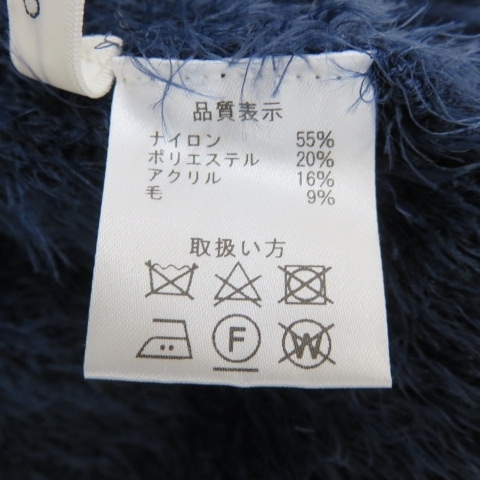 品質表示
ナイロン 55%
ポリエステル 20%
アクリル 16%
毛 9%
取扱い方
F
W